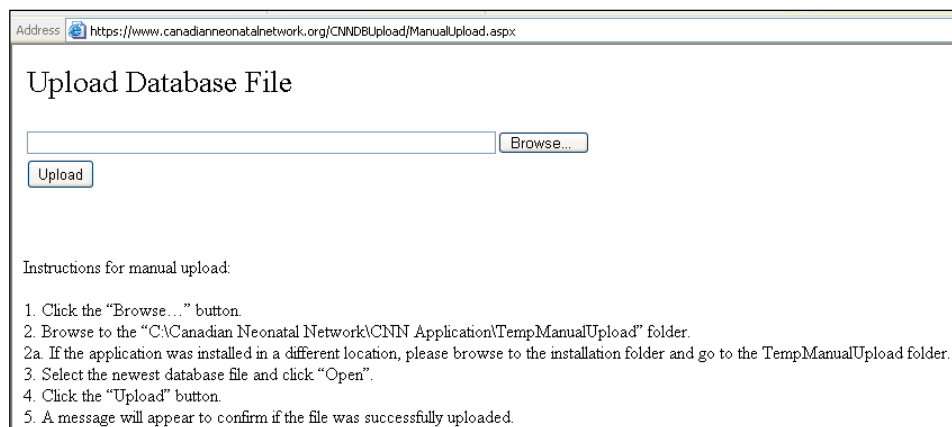 Address https://www.canadianneonatalnetwork.org/CNNDBUpload/ManualUpload.aspx
Upload Database File
Browse...
Upload
Instructions for manual upload:
1. Click the “Browse…” button.
2. Browse to the “C:\Canadian Neonatal Network\CNN Application\TempManualUpload” folder.
2a. If the application was installed in a different location, please browse to the installation folder and go to the TempManualUpload folder.
3. Select the newest database file and click “Open”.
4. Click the “Upload” button.
5. A message will appear to confirm if the file was successfully uploaded.